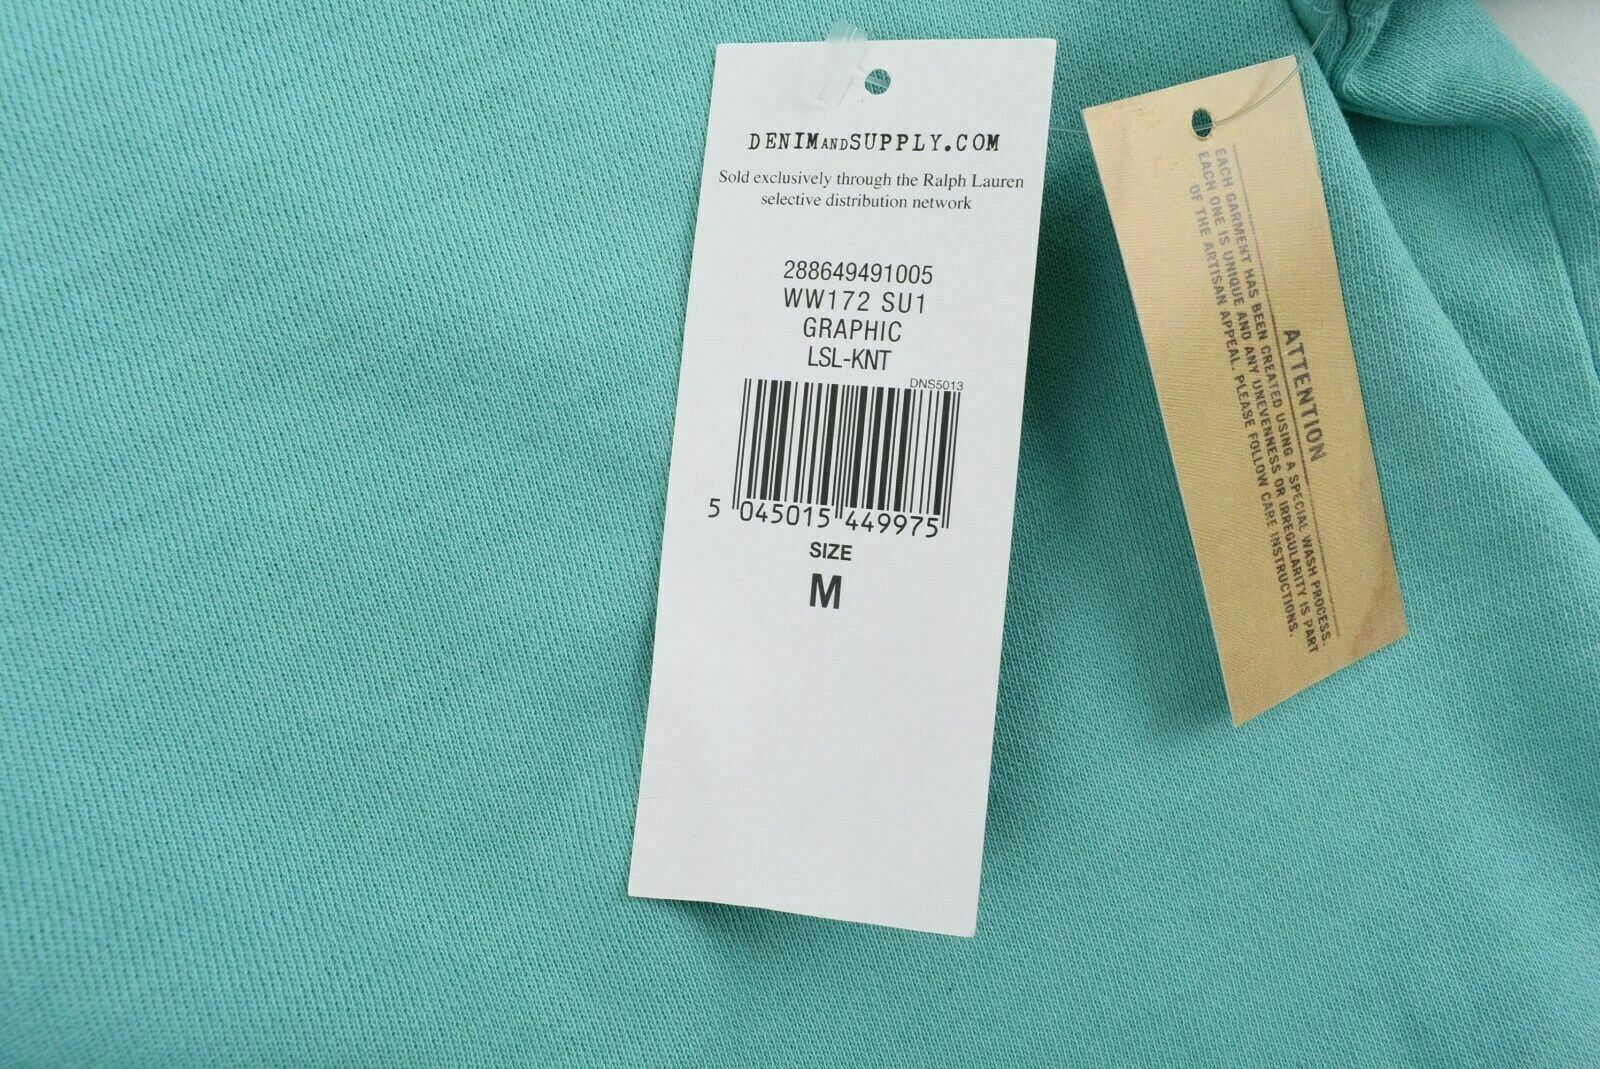 DENIMANDSUPPLY.COM
Sold exclusively through the Ralph Lauren
selective distribution network
288649491005
WW172 SU1
GRAPHIC
LSL-KNT
DNS5013
5 045015 449975
SIZE
M
ATTENTION
EACH GARMENT HAS BEEN CREATED USING A SPECIAL WASH PROCESS.
EACH ONE IS UNIQUE AND ANY UNEVENNESS OR IRREGULARITY IS PART
OF THE ARTISAN APPEAL. PLEASE FOLLOW CARE INSTRUCTIONS.